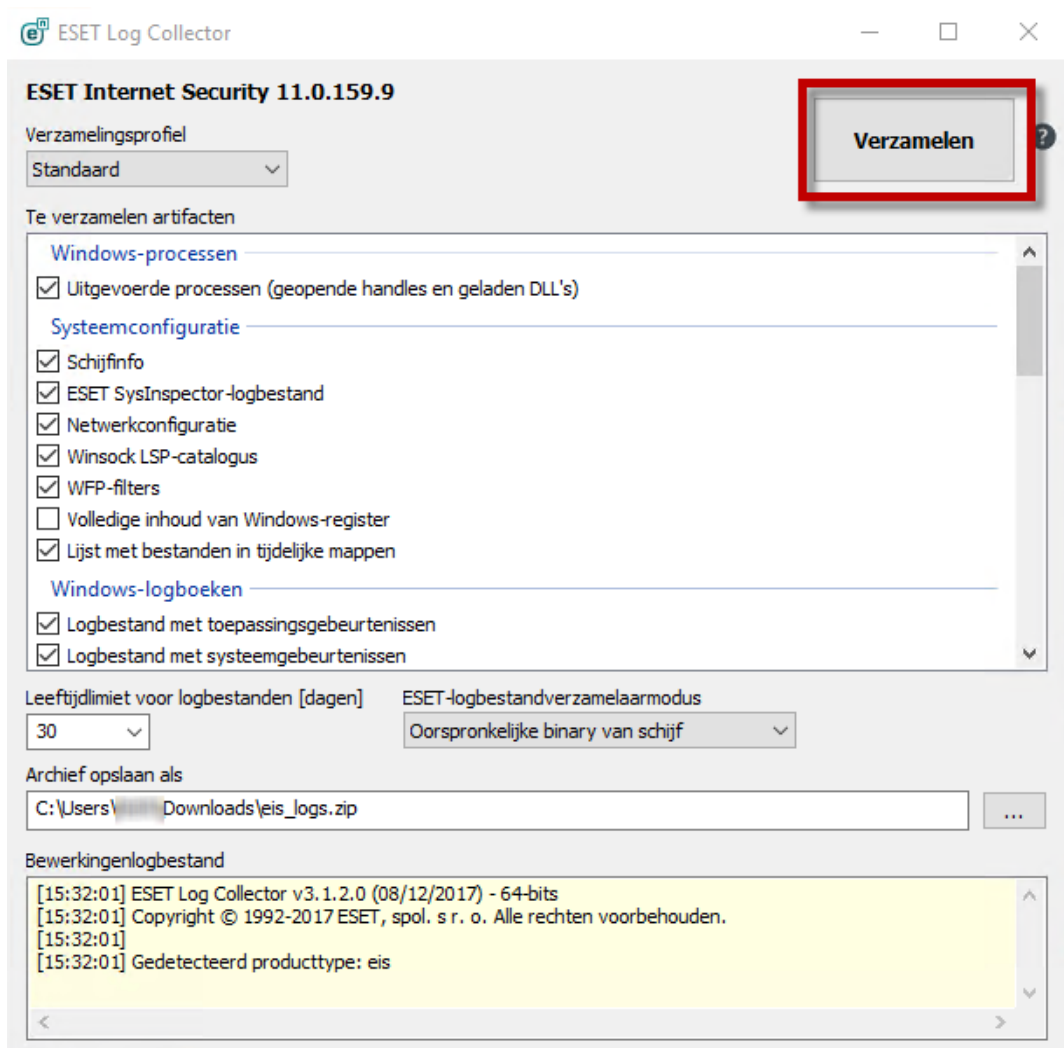 ESET Log Collector
ESET Internet Security 11.0.159.9
Verzamelingsprofiel
Standaard
Verzamelen
?
Te verzamelen artifacten
Windows-processen
Uitgevoerde processen (geopende handles en geladen DLL's)
Systeemconfiguratie
Schijfinfo
ESET SysInspector-logbestand
Netwerkconfiguratie
Winsock LSP-catalogus
WFP-filters
Volledige inhoud van Windows-register
Lijst met bestanden in tijdelijke mappen
Windows-logboeken
Logbestand met toepassingsgebeurtenissen
Logbestand met systeemgebeurtenissen
Leeftijdlimiet voor logbestanden [dagen]
ESET-logbestandverzamelaarmodus
30
Oorspronkelijke binary van schijf
Archief opslaan als
C:\Users\ Downloads\eis_logs.zip
...
Bewerkingenlogbestand
[15:32:01] ESET Log Collector v3.1.2.0 (08/12/2017) - 64-bits
[15:32:01] Copyright © 1992-2017 ESET, spol. s r. o. Alle rechten voorbehouden.
[15:32:01]
[15:32:01] Gedetecteerd producttype: eis